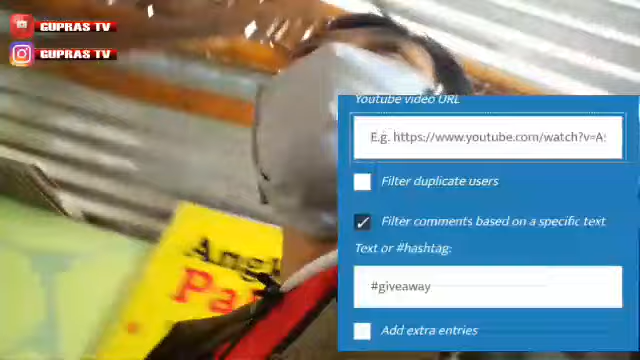 GUPRAS TV
GUPRAS TV
Youtube video URL
E.g. https://www.youtube.com/watch?v=A
Filter duplicate users
Filter comments based on a specific text
Text or #hashtag:
#giveaway
Add extra entries